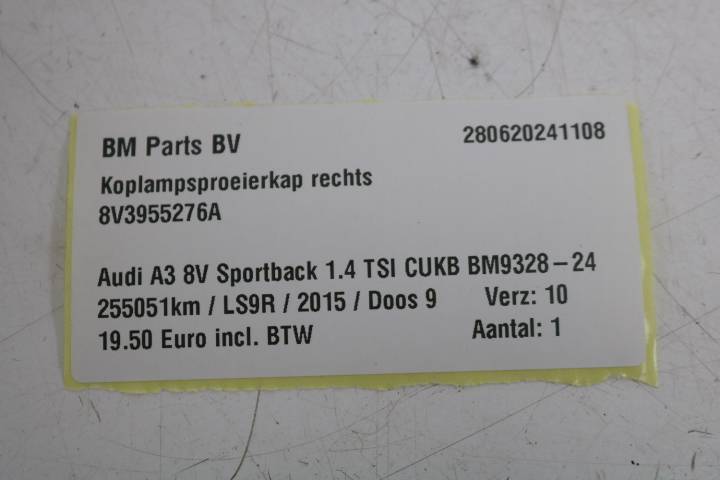 BM Parts BV 280620241108
Koplampsproeierkap rechts
8V3955276A
Audi A3 8V Sportback 1.4 TSI CUKB BM9328-24
255051km / LS9R / 2015 / Doos 9 Verz: 10
19.50 Euro incl. BTW Aantal: 1